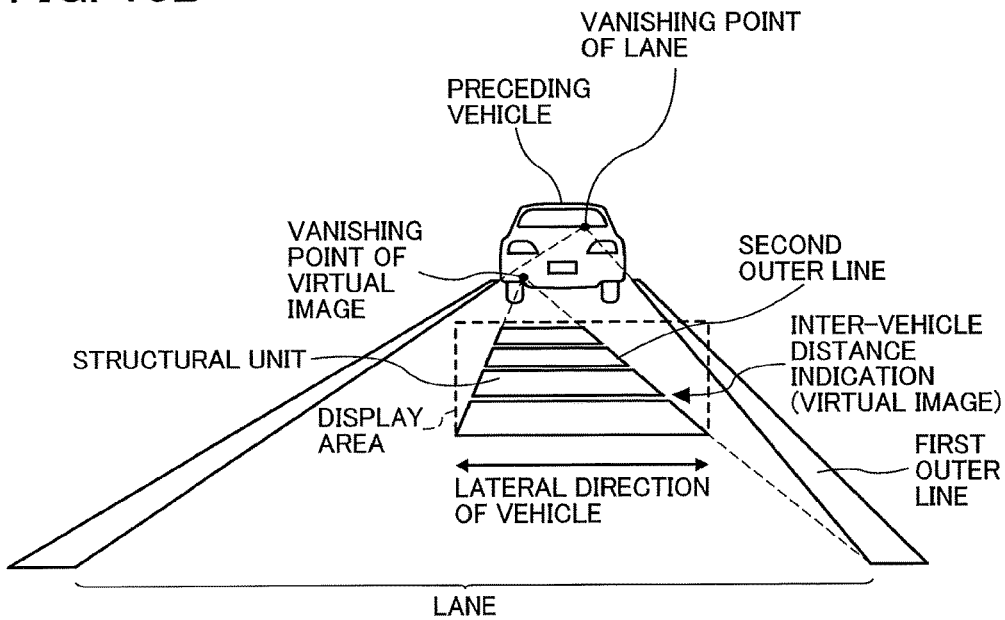 VANISHING POINT
OF LANE
PRECEDING
VEHICLE
VANISHING
POINT OF
VIRTUAL
IMAGE
SECOND
OUTER LINE
INTER-VEHICLE
DISTANCE
INDICATION
(VIRTUAL IMAGE)
STRUCTURAL UNIT
DISPLAY
AREA
FIRST
OUTER
LINE
LATERAL DIRECTION
OF VEHICLE
LANE